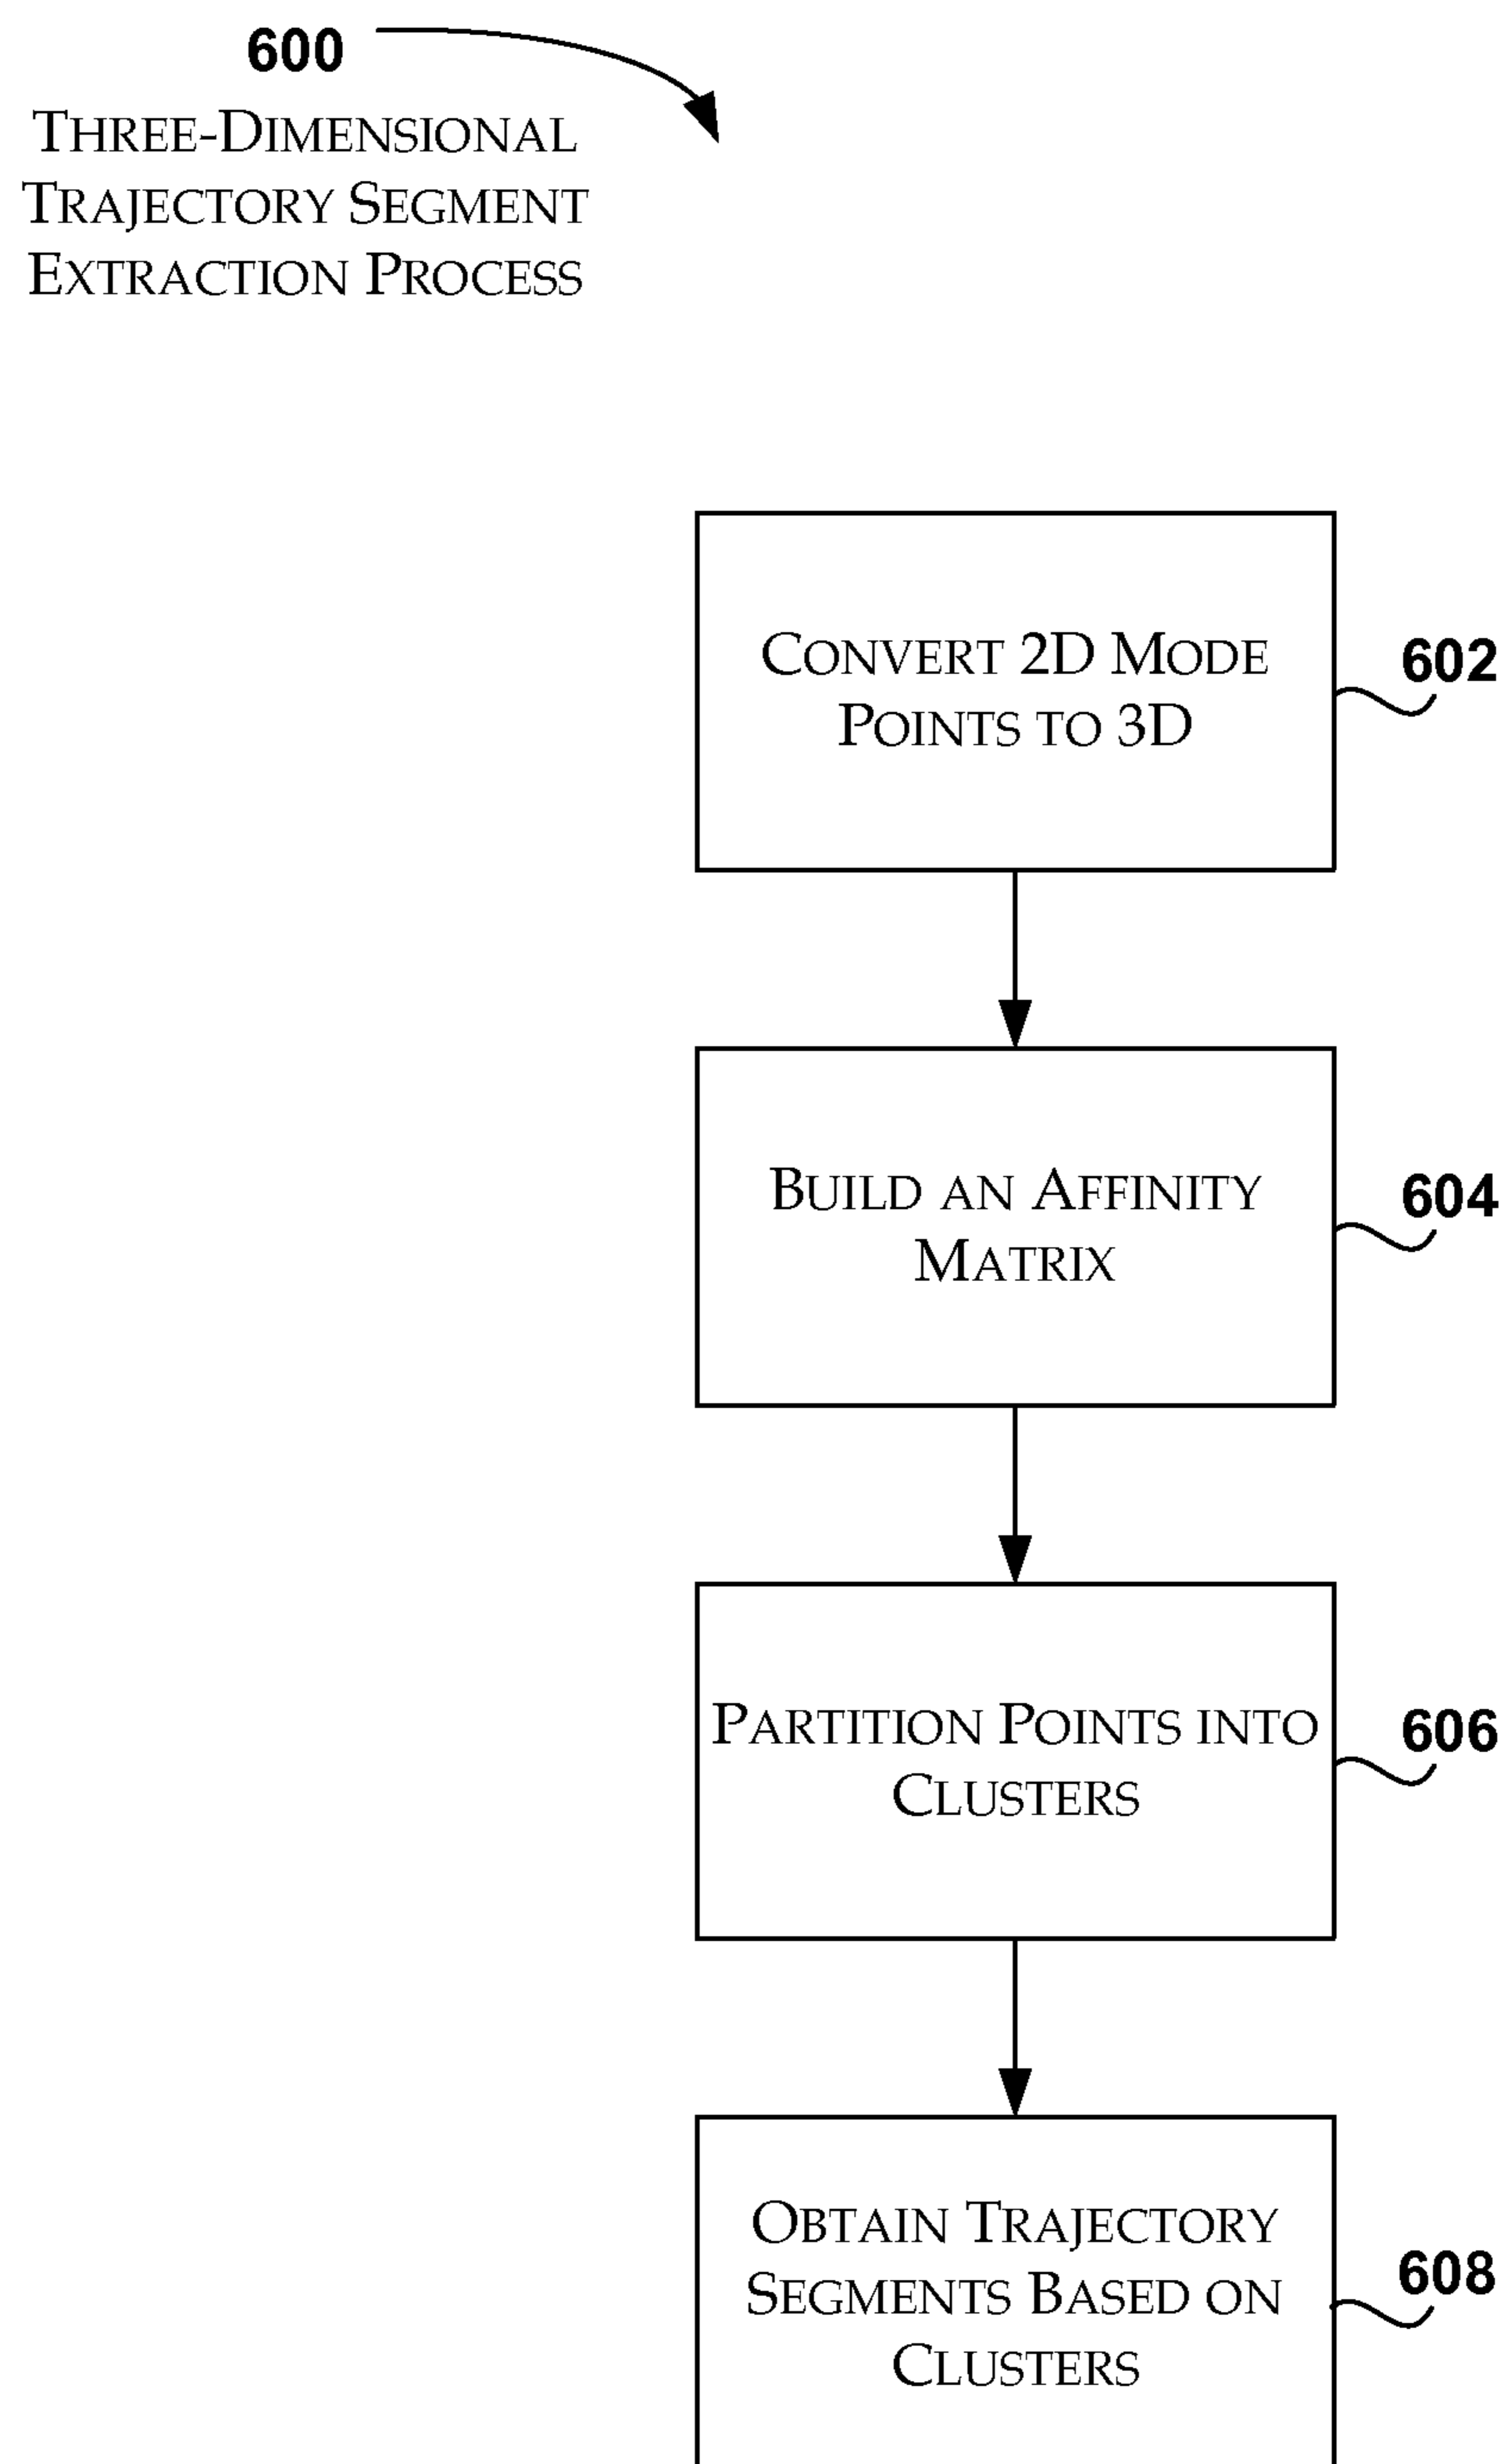 600
THREE-DIMENSIONAL
TRAJECTORY SEGMENT
EXTRACTION PROCESS
CONVERT 2D MODE
POINTS TO 3D
602
BUILD AN AFFINITY
MATRIX
604
PARTITION POINTS INTO
CLUSTERS
606
OBTAIN TRAJECTORY
SEGMENTS BASED ON
CLUSTERS
608